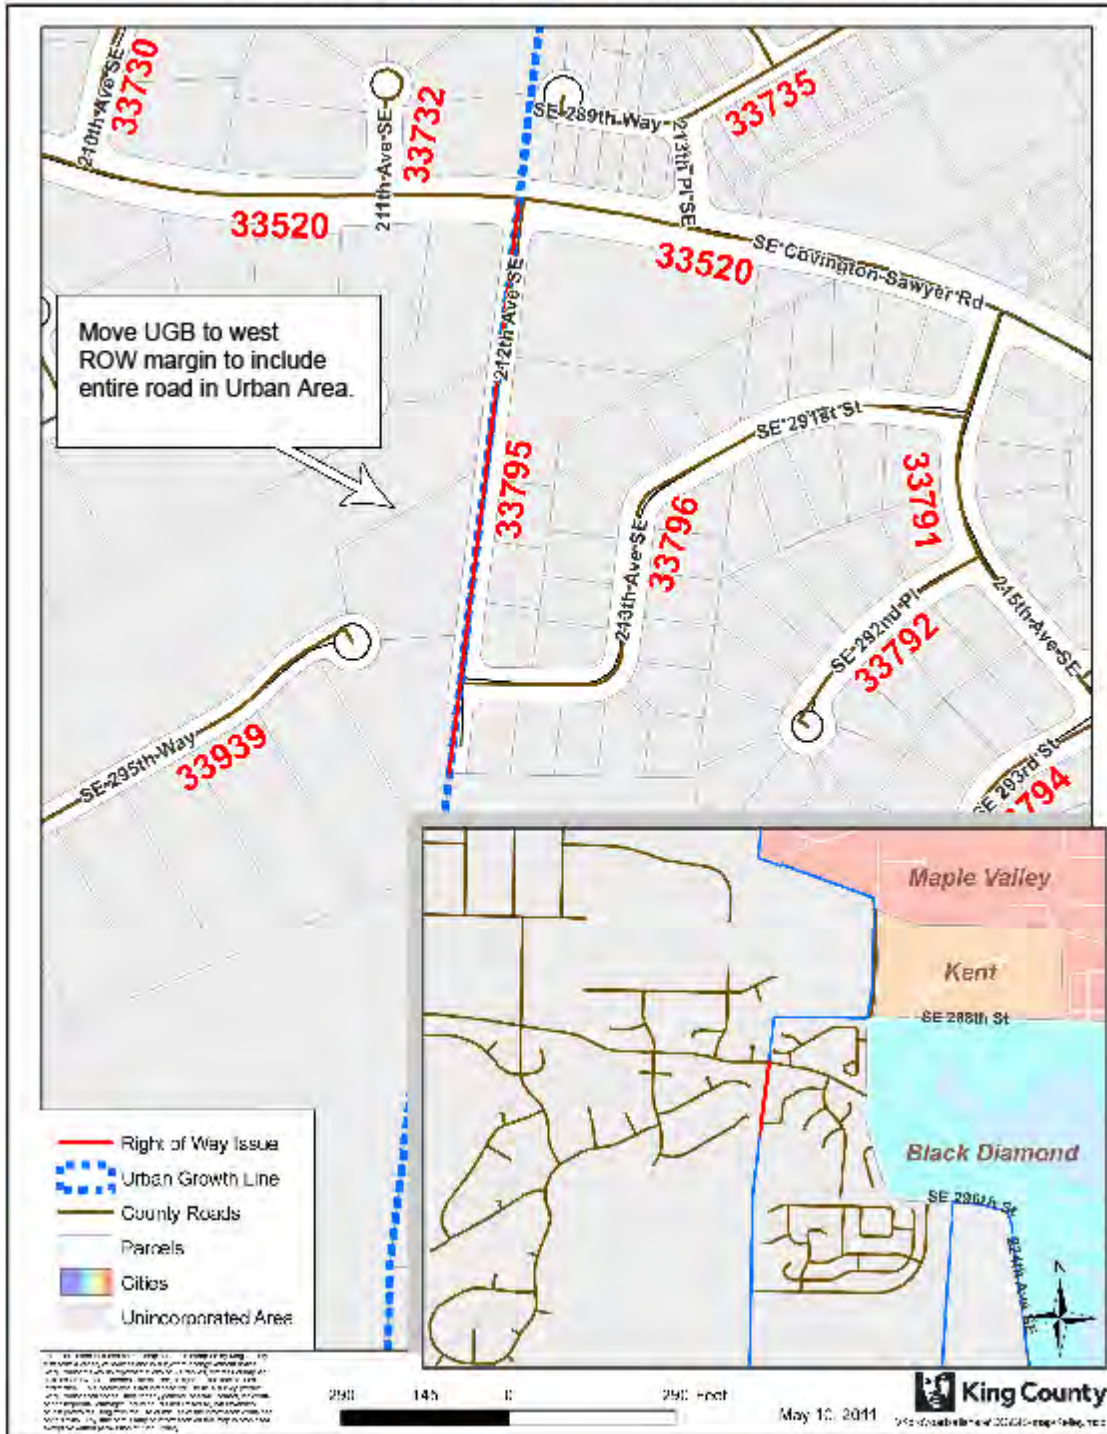 210th Ave SE
33730
211th Ave SE
33732
SE 289th Way
33735
213th Pl SE
33520
33520
SE Covington-Sawyer Rd
Move UGB to west
ROW margin to include
entire road in Urban Area.
212th Ave SE
33795
SE 291st St
33796
33791
SE 292nd Pl
33792
215th Ave SE
SE 295th Way
33939
SE 293rd St
Maple Valley
Kent
SE 288th St
Black Diamond
SE 296th St
224th Ave SE
Right of Way Issue
Urban Growth Line
County Roads
Parcels
Cities
Unincorporated Area
290 145 0 290 Feet
May 10, 2011
King County